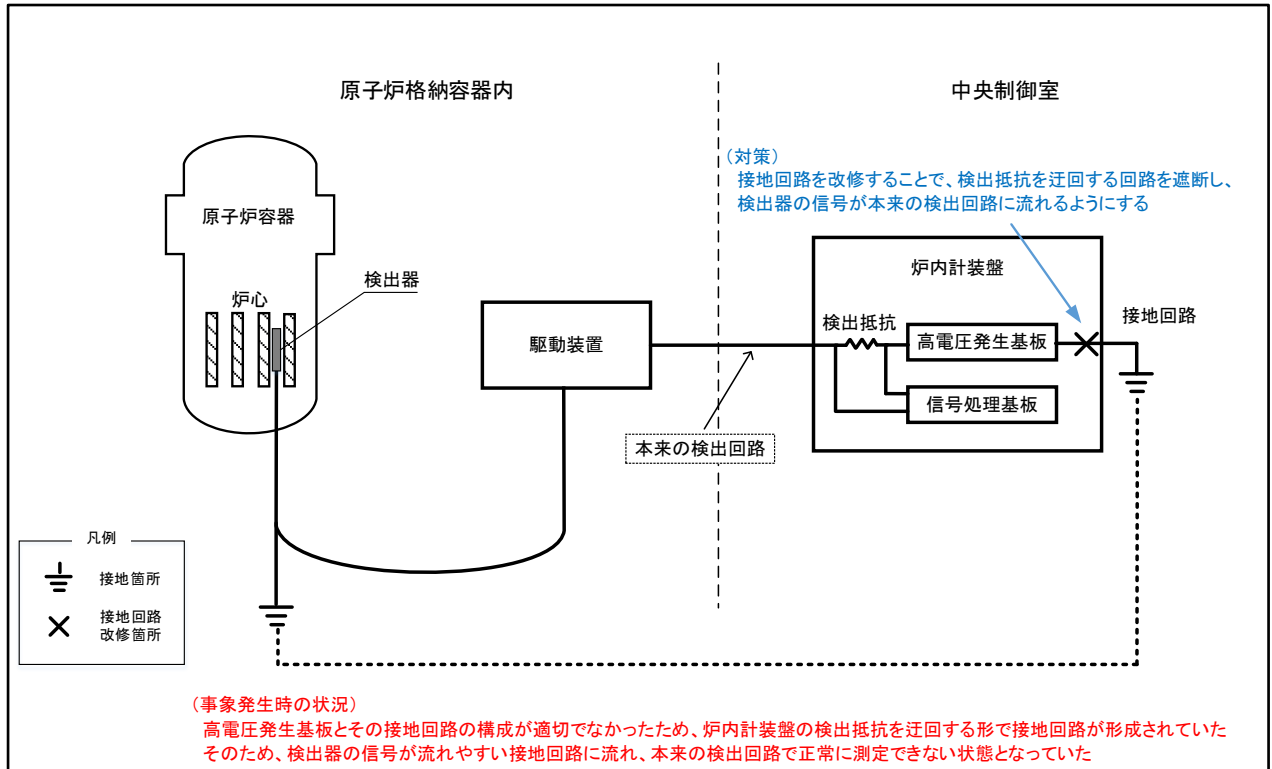 原子炉格納容器内
中央制御室
（対策）
接地回路を改修することで、検出抵抗を迂回する回路を遮断し、
検出器の信号が本来の検出回路に流れるようにする
原子炉容器
検出器
炉心
駆動装置
炉内計装盤
検出抵抗
高電圧発生基板
接地回路
信号処理基板
本来の検出回路
凡例
接地箇所
接地回路
改修箇所
（事象発生時の状況）
高電圧発生基板とその接地回路の構成が適切でなかったため、炉内計装盤の検出抵抗を迂回する形で接地回路が形成されていた
そのため、検出器の信号が流れやすい接地回路に流れ、本来の検出回路で正常に測定できない状態となっていた